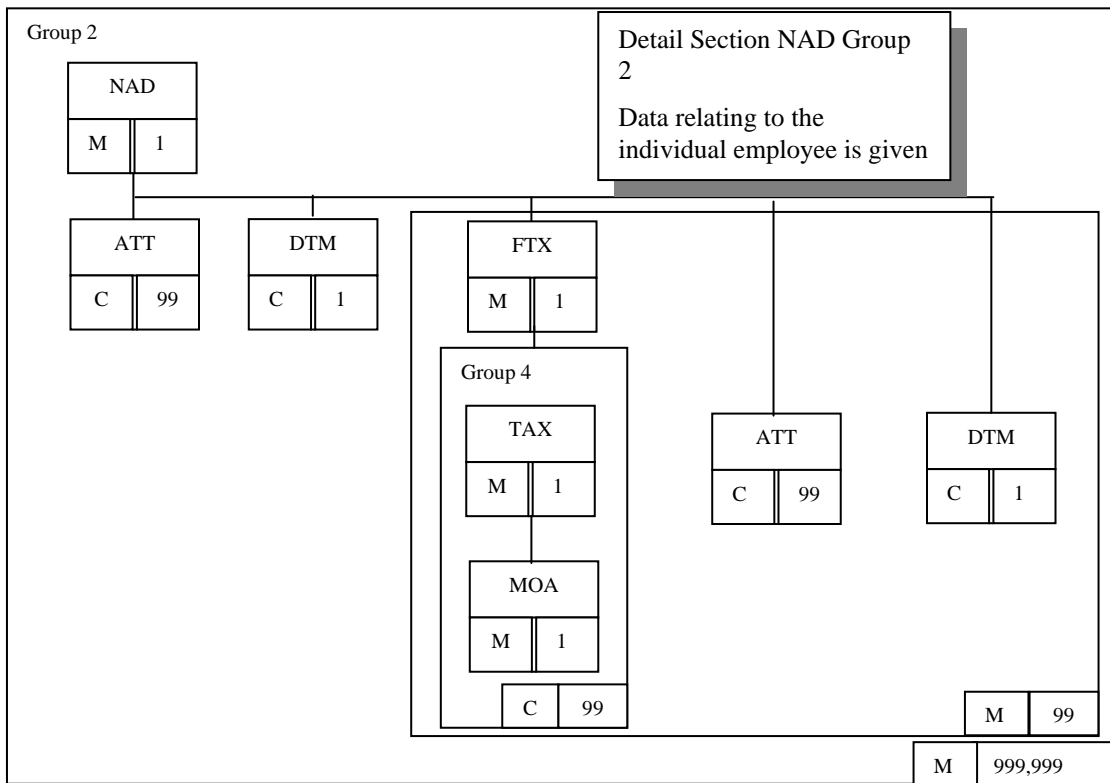 Group 2
Detail Section NAD Group
2
Data relating to the
individual employee is given
NAD
M 1
ATT
C 99
DTM
C 1
FTX
M 1
Group 4
TAX
M 1
MOA
M 1
C 99
ATT
C 99
DTM
C 1
M 99
M 999,999